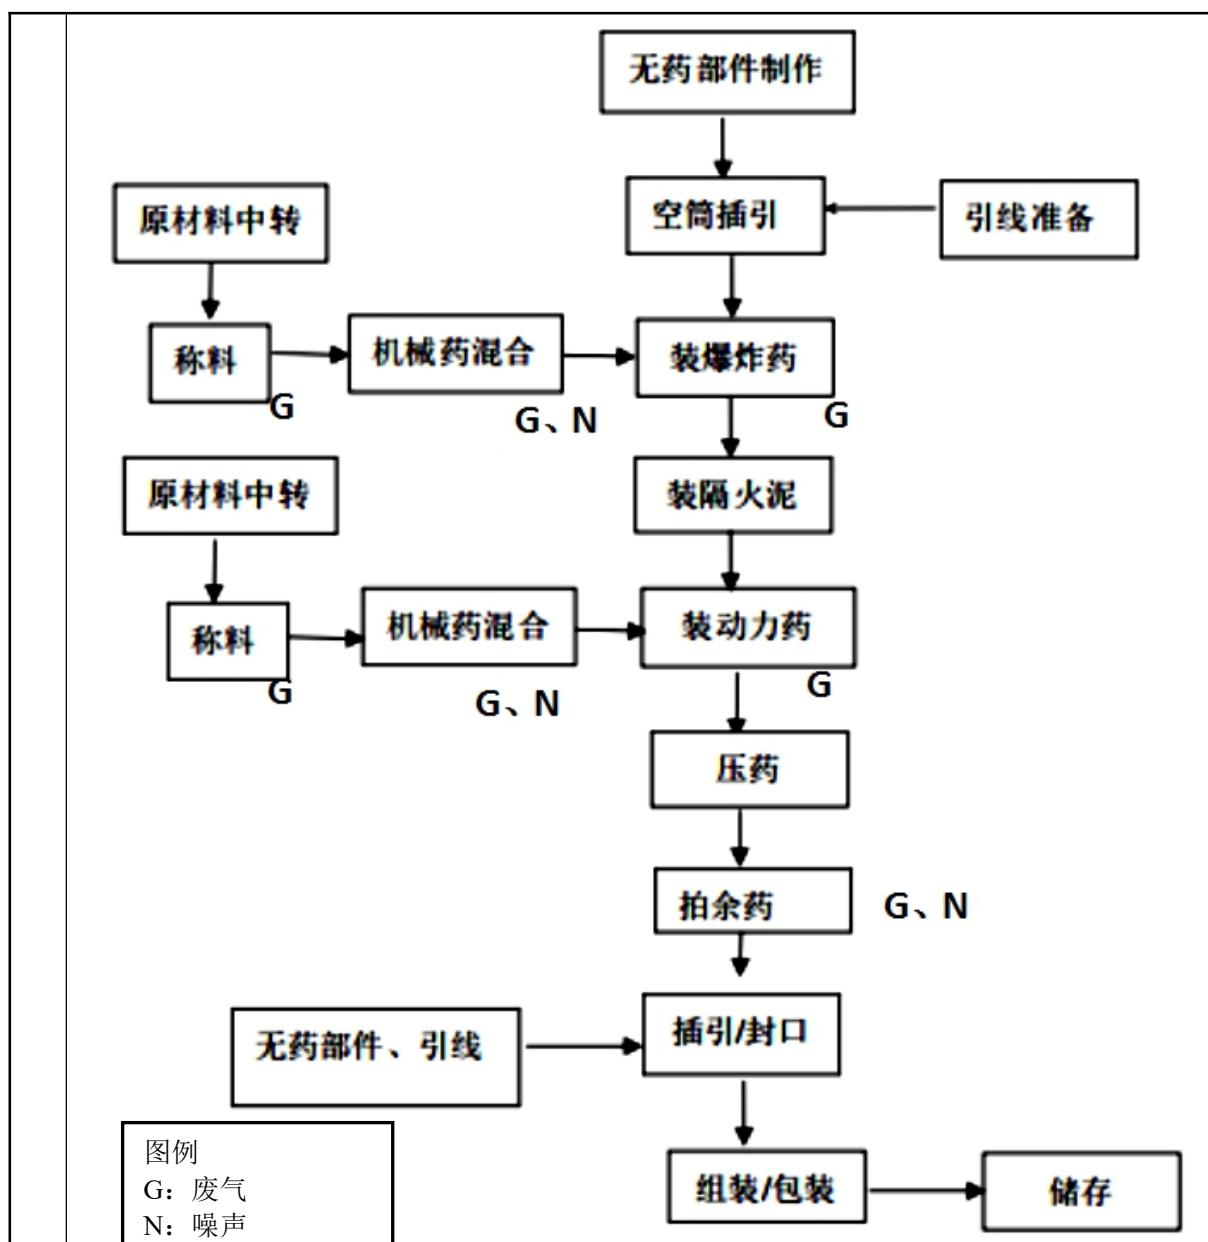 无药部件制作
原材料中转
空筒插引
引线准备
称料
机械药混合
装爆炸药
G
G、N
G
原材料中转
装隔火泥
称料
机械药混合
装动力药
G
G、N
G
压药
拍余药
G、N
无药部件、引线
插引/封口
组装/包装
储存
图例
G：废气
N：噪声